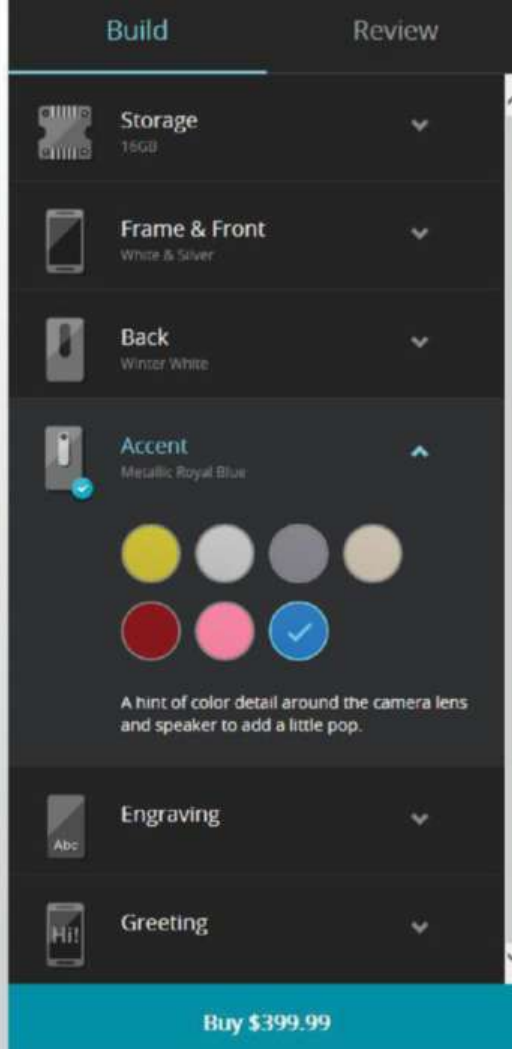 Build
Review
Storage
16GB
Frame & Front
White & Silver
Back
Winter White
Accent
Metallic Royal Blue
A hint of color detail around the camera lens
and speaker to add a little pop.
Abc
Engraving
Hi!
Greeting
Buy $399.99